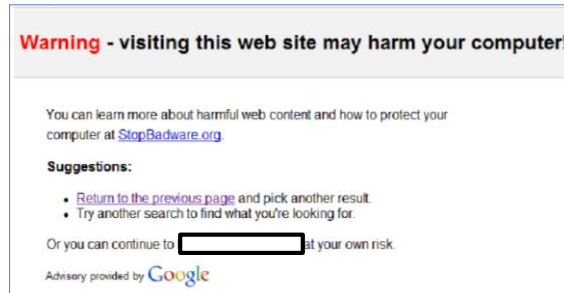 Warning - visiting this web site may harm your computer!
You can learn more about harmful web content and how to protect your
computer at StopBadware.org.
Suggestions:
• Return to the previous page and pick another result.
• Try another search to find what you're looking for.
Or you can continue to at your own risk.
Advisory provided by Google